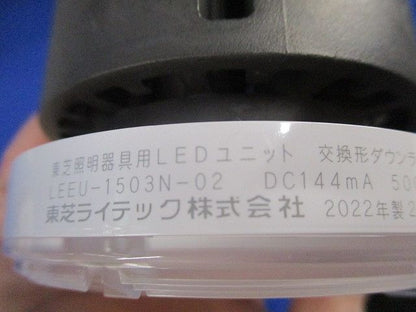 東芝照明器具用LEDユニット 交換形ダウンラ
LEEU-1503N-02 DC144mA 500
東芝ライテック株式会社 2022年製